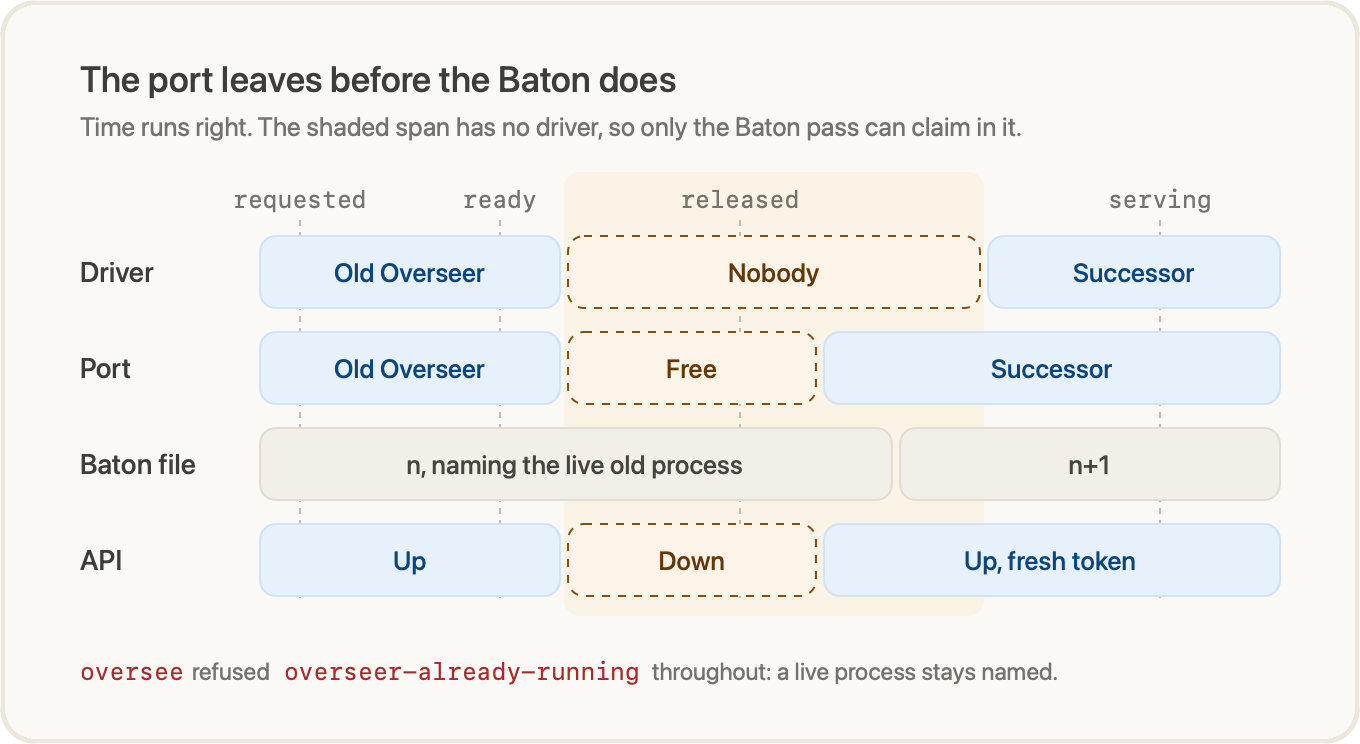 The port leaves before the Baton does
Time runs right. The shaded span has no driver, so only the Baton pass can claim in it.
requested ready released serving
Driver Old Overseer Nobody Successor
Port Old Overseer Free Successor
Baton file n, naming the live old process n+1
API Up Down Up, fresh token
oversee refused overseer-already-running throughout: a live process stays named.